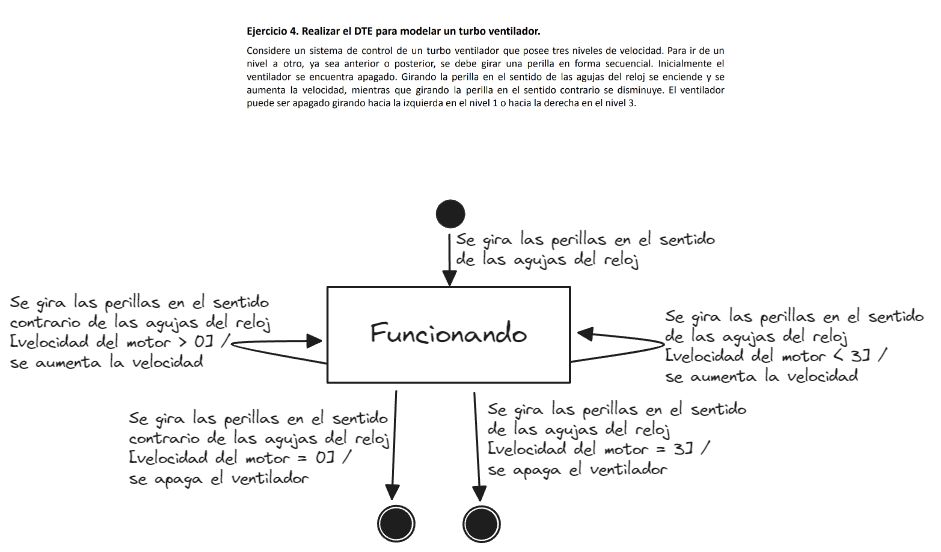 Ejercicio 4. Realizar el DTE para modelar un turbo ventilador.
Considere un sistema de control de un turbo ventilador que posee tres niveles de velocidad. Para ir de un
nivel a otro, ya sea anterior o posterior, se debe girar una perilla en forma secuencial. Inicialmente el
ventilador se encuentra apagado. Girando la perilla en el sentido de las agujas del reloj se enciende y se
aumenta la velocidad, mientras que girando la perilla en el sentido contrario se disminuye. El ventilador
puede ser apagado girando hacia la izquierda en el nivel 1 o hacia la derecha en el nivel 3.
Se gira las perillas en el sentido
de las agujas del reloj
Se gira las perillas en el sentido
contrario de las agujas del reloj
[velocidad del motor > 0] /
se aumenta la velocidad
Funcionando
Se gira las perillas en el sentido
de las agujas del reloj
[velocidad del motor < 3] /
se aumenta la velocidad
Se gira las perillas en el sentido
contrario de las agujas del reloj
[velocidad del motor = 0] /
se apaga el ventilador
Se gira las perillas en el sentido
de las agujas del reloj
[velocidad del motor = 3] /
se apaga el ventilador